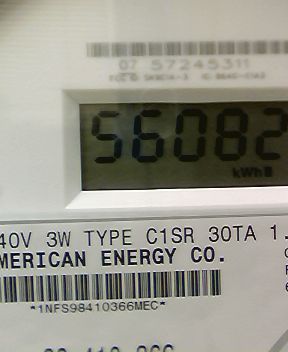 07 57245311
56082
kWh
40V 3W TYPE C1SR 30TA 1.
MERICAN ENERGY CO.
*1NFS98410366MEC*